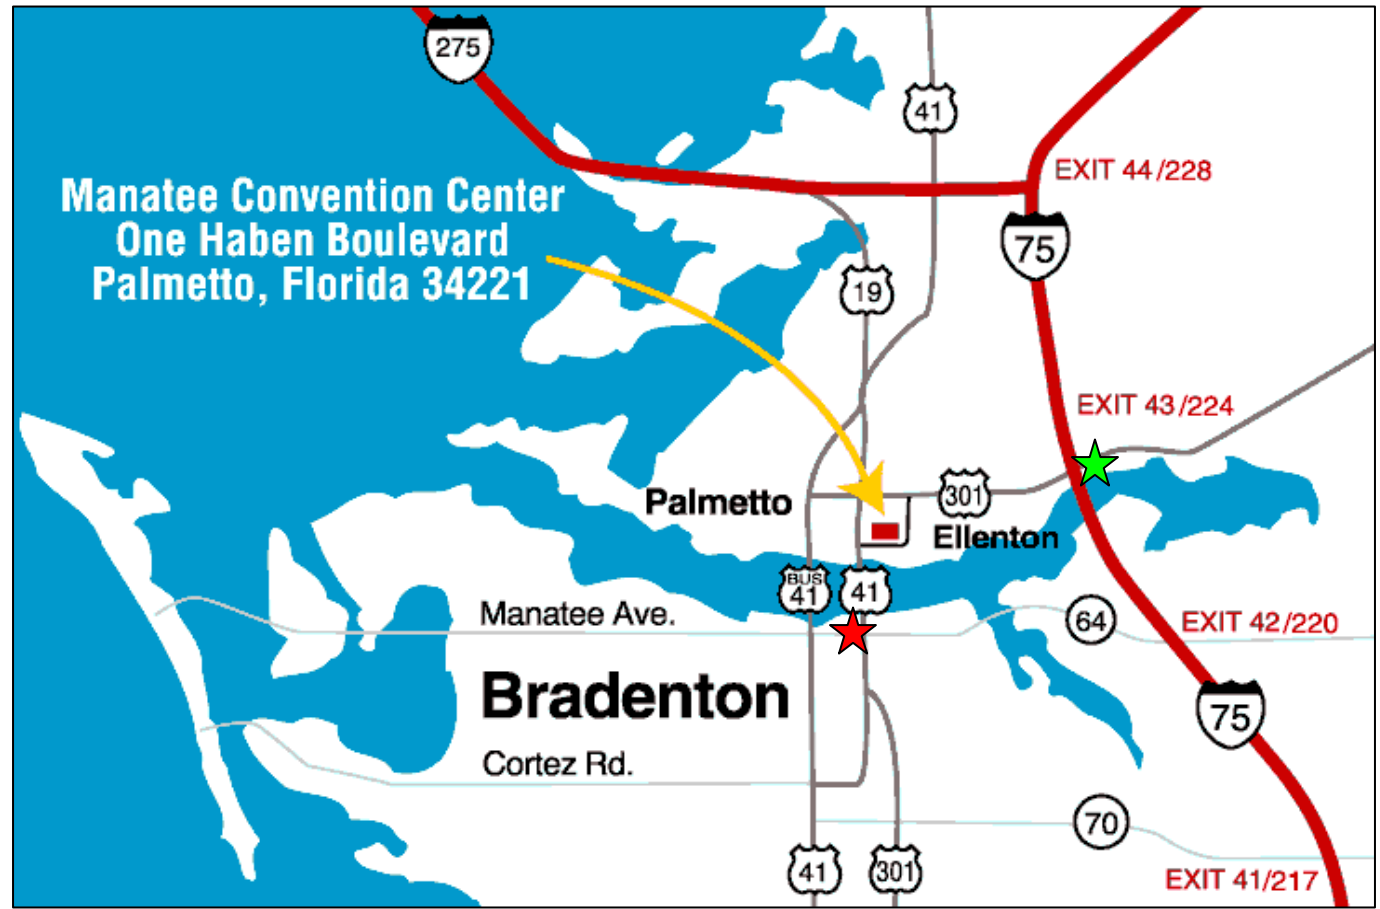 275
41
EXIT 44/228
Manatee Convention Center
One Haben Boulevard
Palmetto, Florida 34221
75
19
EXIT 43/224
Palmetto
301
Ellenton
BUS
41
41
Manatee Ave.
64
EXIT 42/220
Bradenton
75
Cortez Rd.
70
41
301
EXIT 41/217